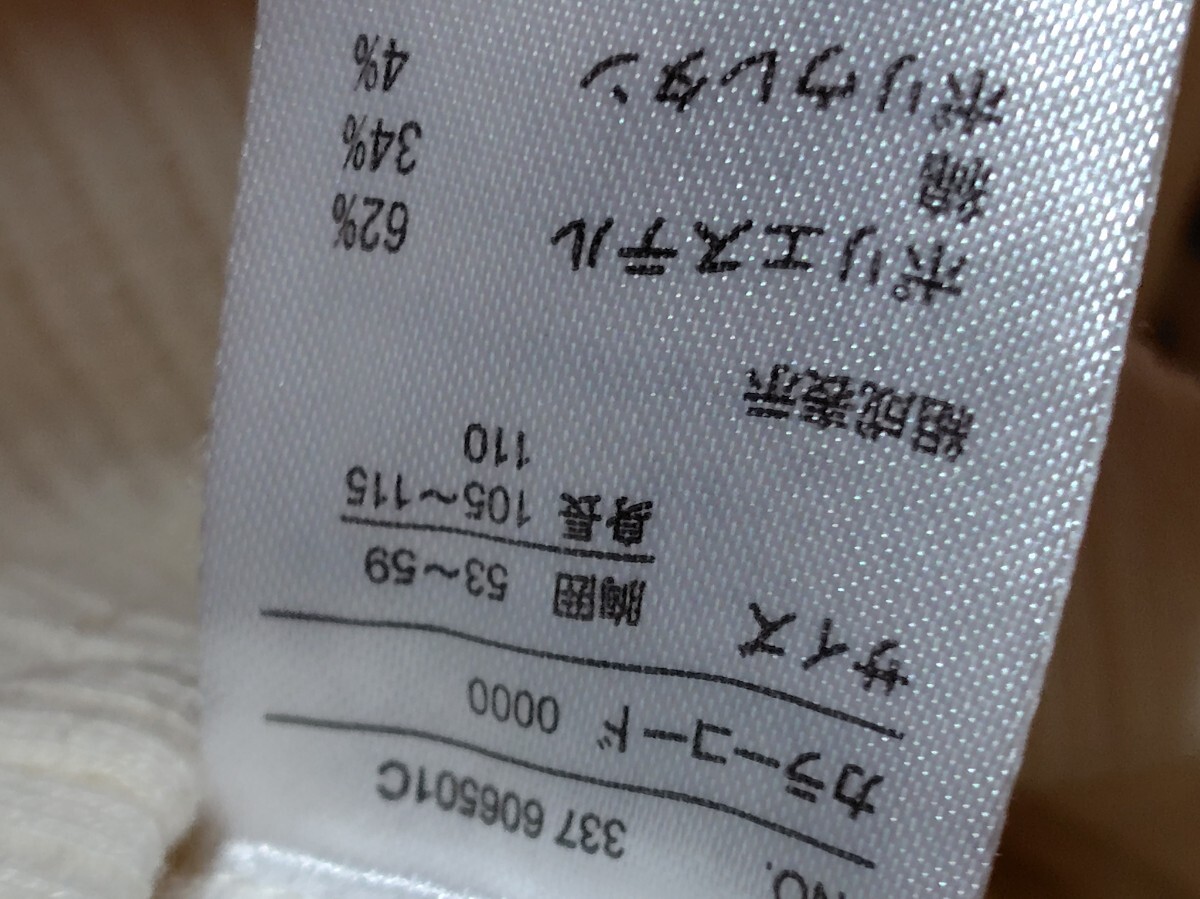 NO.
337 606501C
カラーコード 0000
サイズ
胸囲 53～59
身長 105～115
110
組成表示
ポリエステル 62%
綿 34%
ポリウレタン 4%